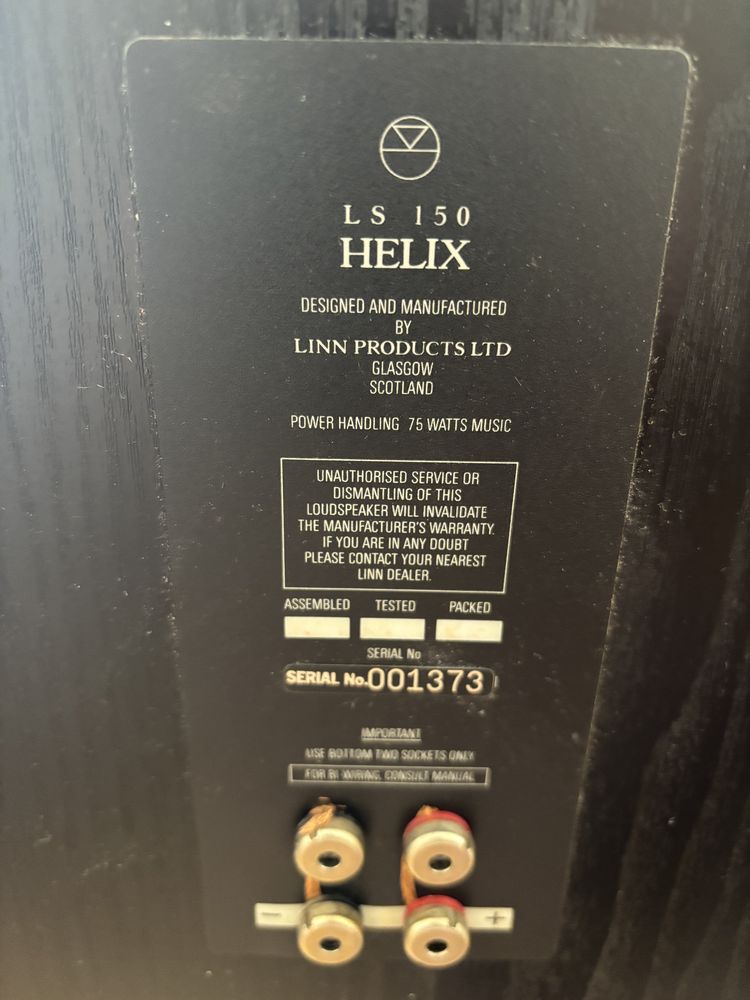 LS 150
HELIX
DESIGNED AND MANUFACTURED
BY
LINN PRODUCTS LTD
GLASGOW
SCOTLAND
POWER HANDLING 75 WATTS MUSIC
UNAUTHORISED SERVICE OR
DISMANTLING OF THIS
LOUDSPEAKER WILL INVALIDATE
THE MANUFACTURER'S WARRANTY.
IF YOU ARE IN ANY DOUBT
PLEASE CONTACT YOUR NEAREST
LINN DEALER.
ASSEMBLED TESTED PACKED
SERIAL No
SERIAL No.001373
IMPORTANT
USE BOTTOM TWO SOCKETS ONLY
FOR BI-WIRING, CONSULT MANUAL
− +